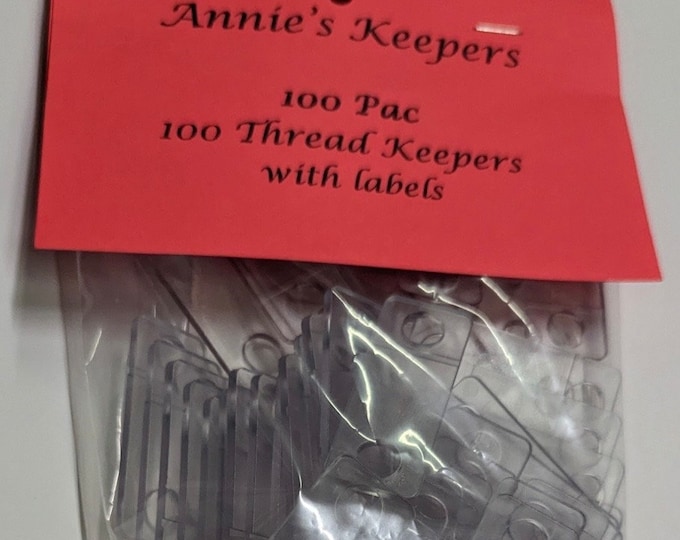 Annie's Keepers
100 Pac
100 Thread Keepers
with labels